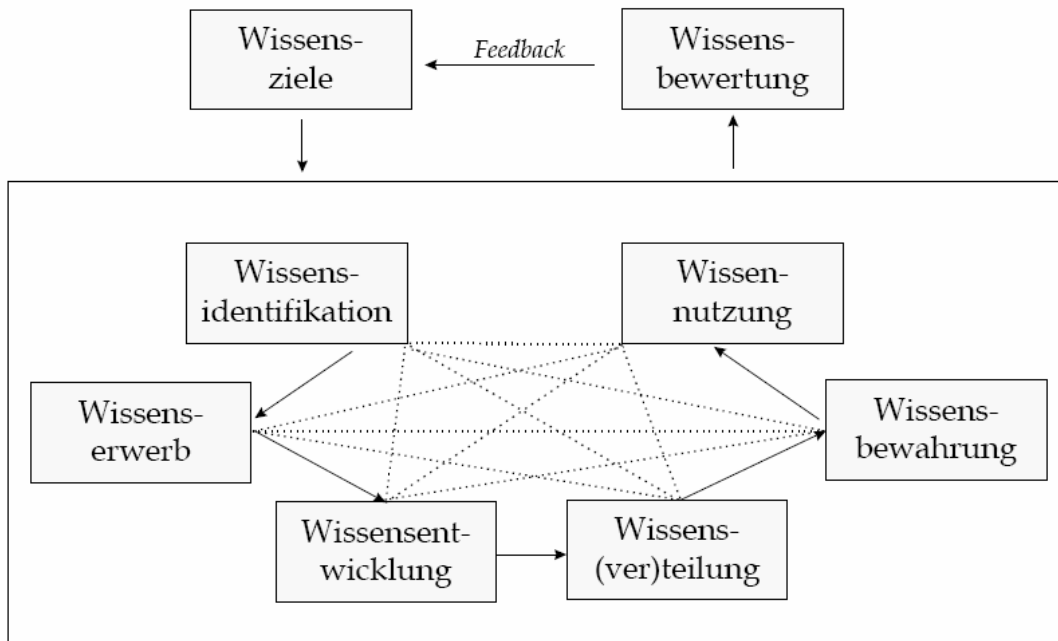 Wissens-
ziele
Feedback
Wissens-
bewertung
Wissens-
identifikation
Wissen-
nutzung
Wissens-
erwerb
Wissens-
bewahrung
Wissensent-
wicklung
Wissens-
(ver)teilung